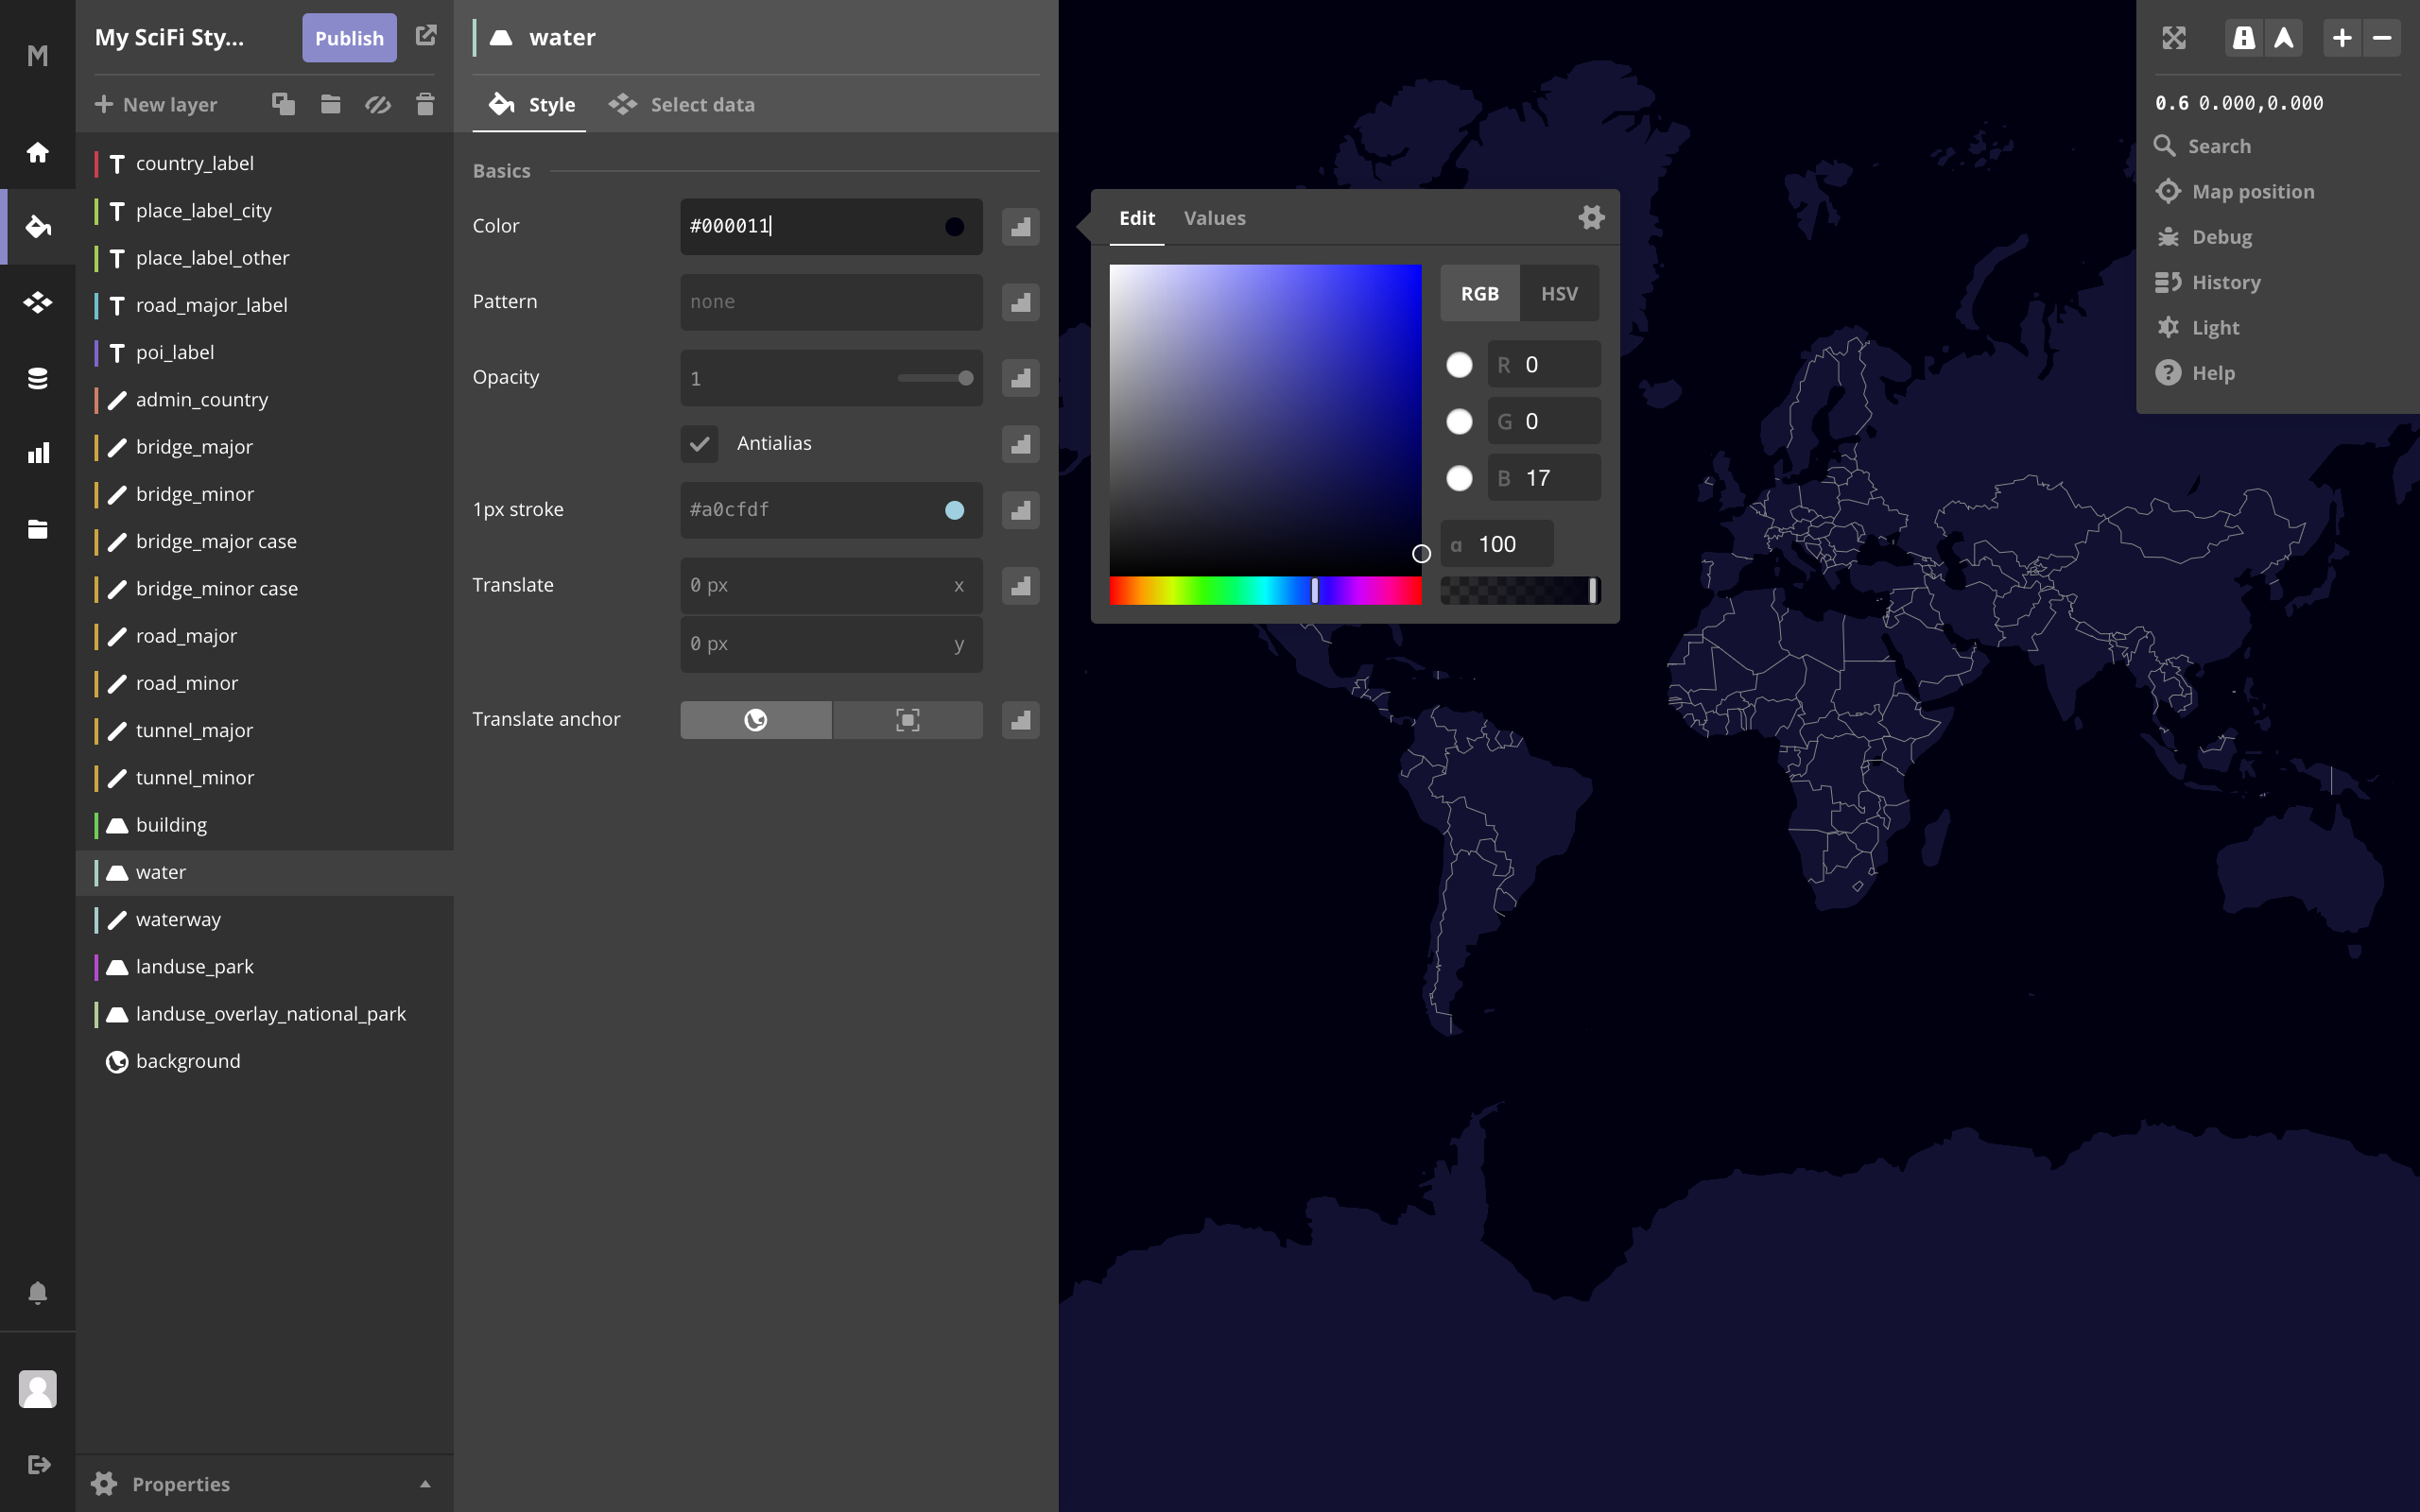 M
My SciFi Sty...
Publish
New layer
country_label
place_label_city
place_label_other
road_major_label
poi_label
admin_country
bridge_major
bridge_minor
bridge_major case
bridge_minor case
road_major
road_minor
tunnel_major
tunnel_minor
building
water
waterway
landuse_park
landuse_overlay_national_park
background
Properties
water
Style Select data
Basics
Color #000011
Pattern none
Opacity 1
Antialias
1px stroke #a0cfdf
Translate 0 px x
0 px y
Translate anchor
Edit Values
RGB HSV
R 0
G 0
B 17
α 100
0.6 0.000,0.000
Search
Map position
Debug
History
Light
? Help